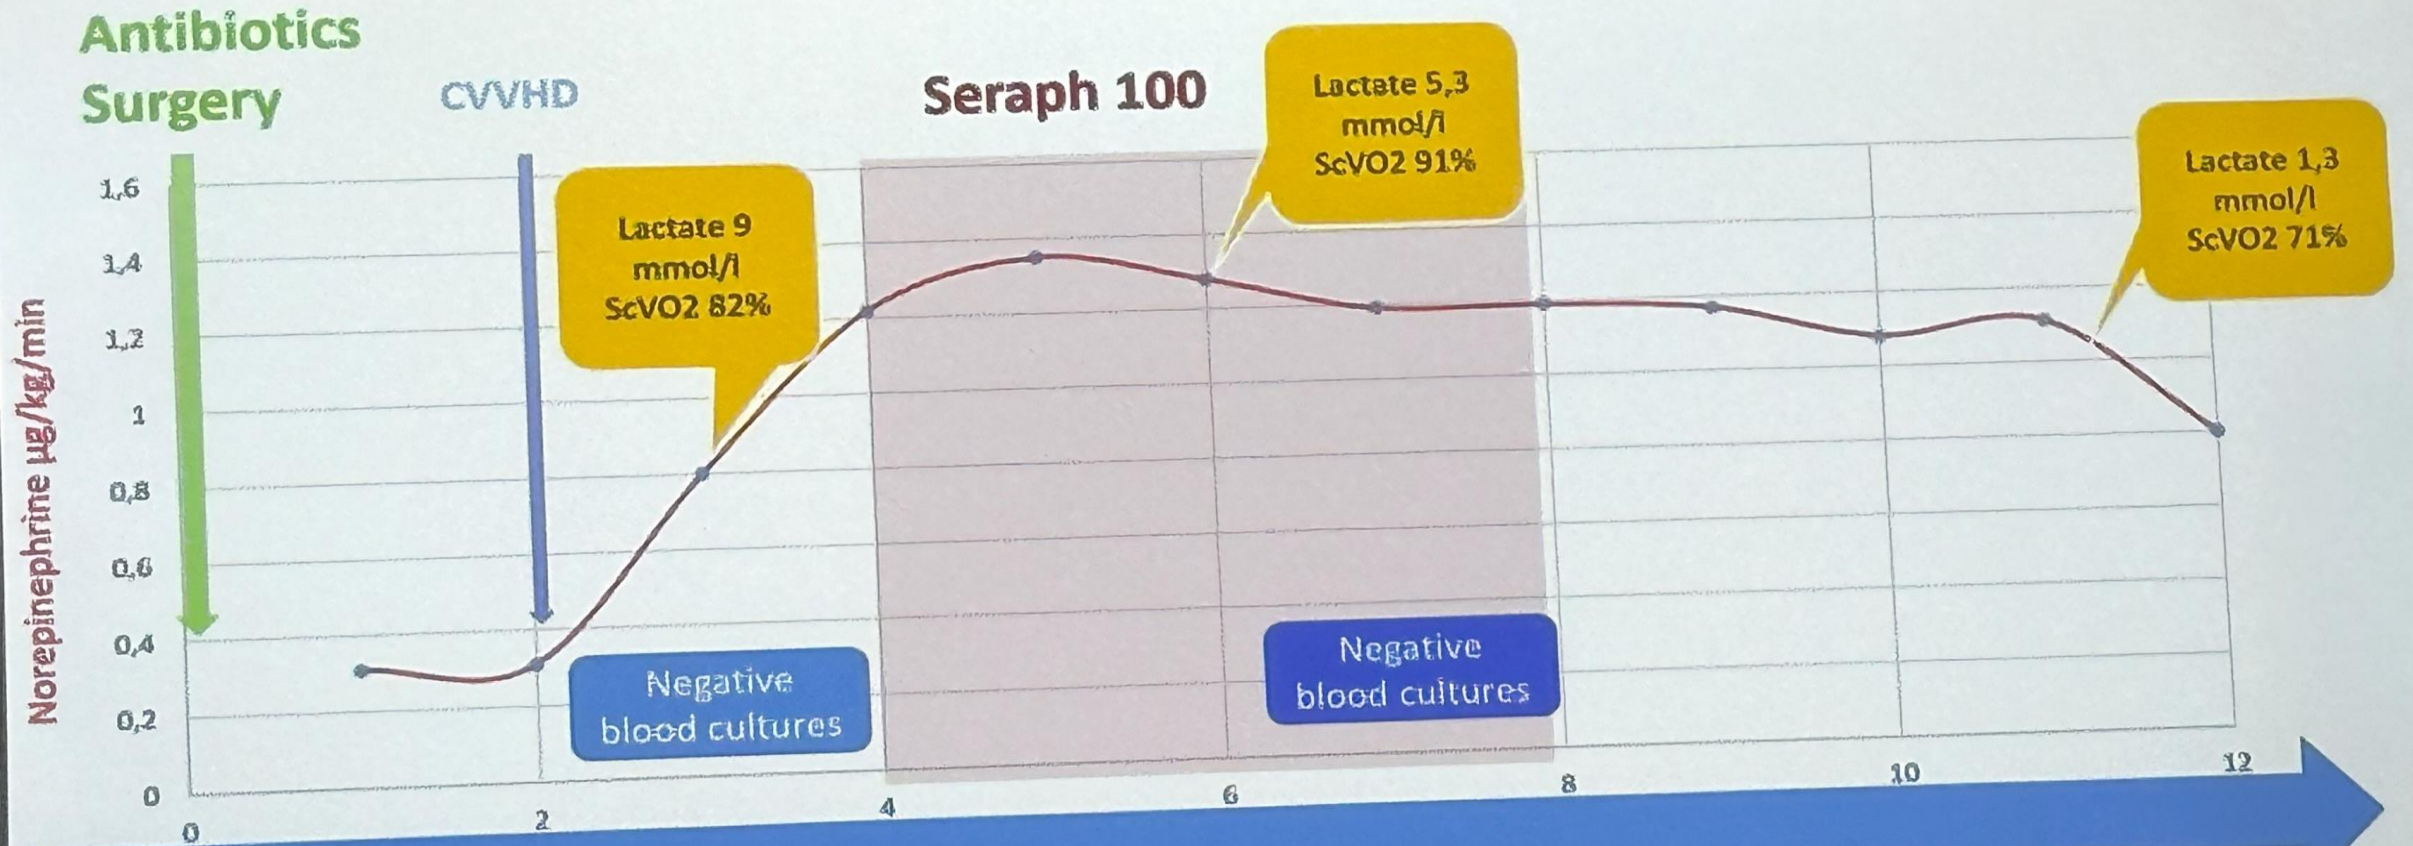 Antibiotics
Surgery
CVVHD
Seraph 100
Lactate 5,3
mmol/l
ScVO2 91%
Lactate 1,3
mmol/l
ScVO2 71%
Lactate 9
mmol/l
ScVO2 82%
Norepinephrine µg/kg/min
1,6
1,4
1,2
1
0,8
0,6
0,4
0,2
0
Negative
blood cultures
Negative
blood cultures
0
2
4
6
8
10
12